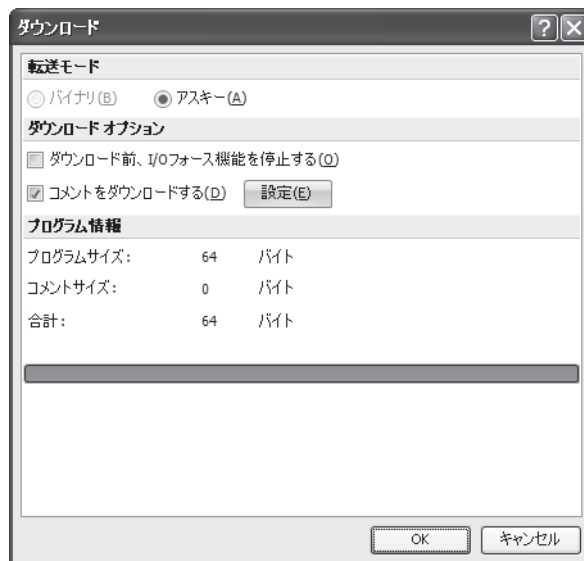 ダウンロード
転送モード
バイナリ(B) アスキー(A)
ダウンロード オプション
ダウンロード前、I/Oフォース機能を停止する(O)
コメントをダウンロードする(D) 設定(E)
プログラム情報
プログラムサイズ: 64 バイト
コメントサイズ: 0 バイト
合計: 64 バイト
OK キャンセル